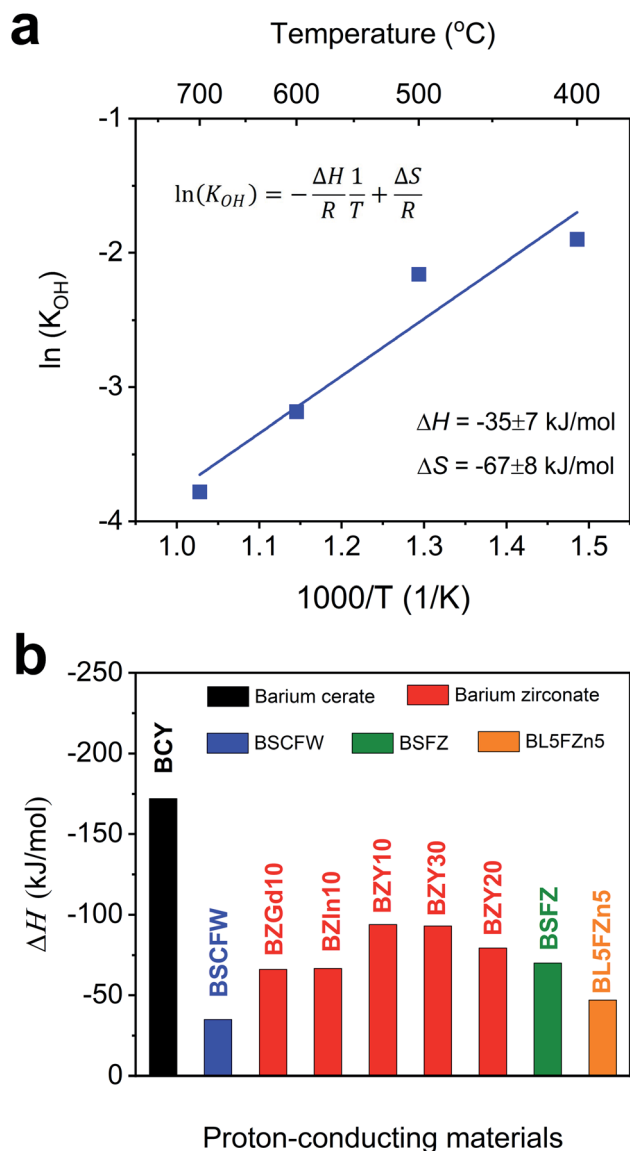 a
Temperature (°C)
700 600 500 400
-1
-2
-3
-4
ln (K_OH)
ln(K_OH) = -ΔH/R 1/T + ΔS/R
ΔH = -35±7 kJ/mol
ΔS = -67±8 kJ/mol
1.0 1.1 1.2 1.3 1.4 1.5
1000/T (1/K)
b
-250
-200
-150
-100
-50
0
ΔH (kJ/mol)
Barium cerate Barium zirconate
BSCFW BSFZ BL5FZn5
BCY
BSCFW
BZGd10
BZIn10
BZY10
BZY30
BZY20
BSFZ
BL5FZn5
Proton-conducting materials